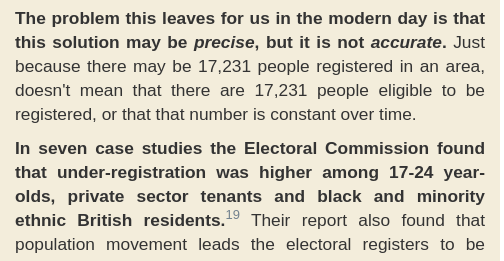 The problem this leaves for us in the modern day is that
this solution may be precise, but it is not accurate. Just
because there may be 17,231 people registered in an area,
doesn't mean that there are 17,231 people eligible to be
registered, or that that number is constant over time.
In seven case studies the Electoral Commission found
that under-registration was higher among 17-24 year-
olds, private sector tenants and black and minority
ethnic British residents.19 Their report also found that
population movement leads the electoral registers to be